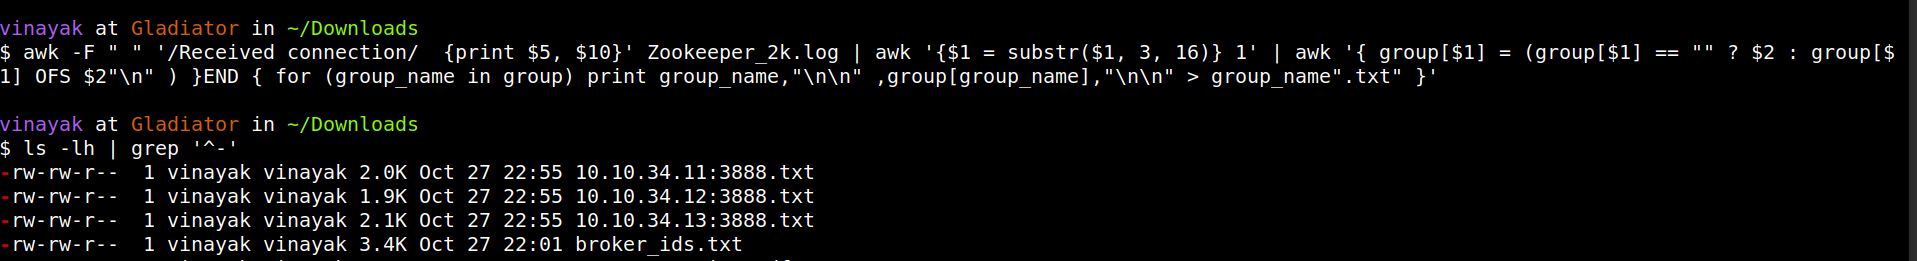 vinayak at Gladiator in ~/Downloads
$ awk -F " " '/Received connection/  {print $5, $10}' Zookeeper_2k.log | awk '{$1 = substr($1, 3, 16)} 1' | awk '{ group[$1] = (group[$1] == "" ? $2 : group[$
1] OFS $2"\n" ) }END { for (group_name in group) print group_name,"\n\n" ,group[group_name],"\n\n" > group_name".txt" }'
vinayak at Gladiator in ~/Downloads
$ ls -lh | grep '^-'
-rw-rw-r--  1 vinayak vinayak 2.0K Oct 27 22:55 10.10.34.11:3888.txt
-rw-rw-r--  1 vinayak vinayak 1.9K Oct 27 22:55 10.10.34.12:3888.txt
-rw-rw-r--  1 vinayak vinayak 2.1K Oct 27 22:55 10.10.34.13:3888.txt
-rw-rw-r--  1 vinayak vinayak 3.4K Oct 27 22:01 broker_ids.txt